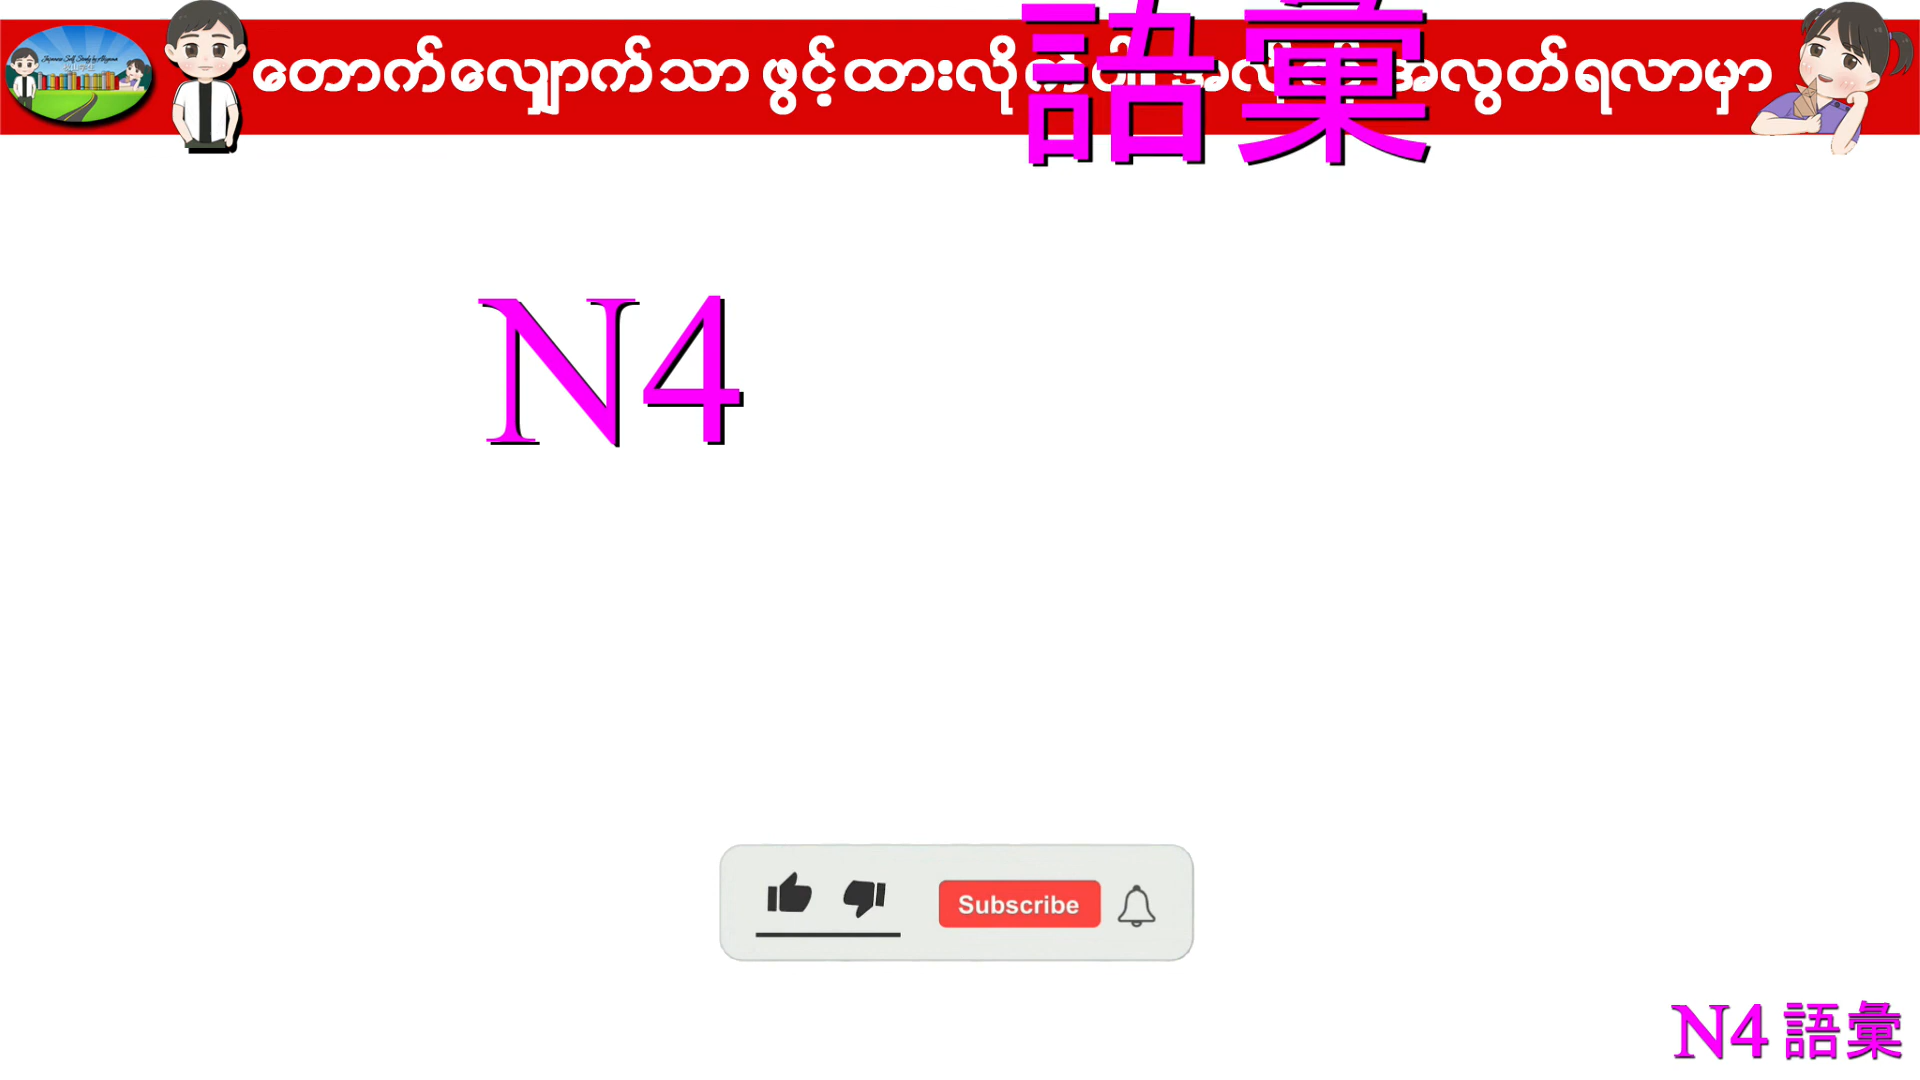 တောက်လျှောက်သာ ဖွင့်ထားလိုက် အလွတ်ရလာမှာ
語彙
N4
Subscribe
N4 語彙